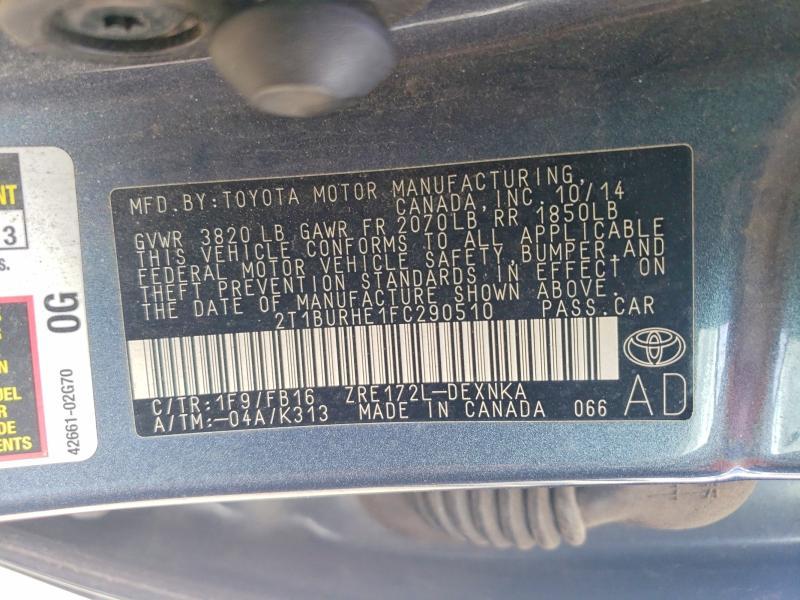 MFD.BY:TOYOTA MOTOR MANUFACTURING,
CANADA,INC. 10/14
GVWR 3820 LB GAWR FR 2070LB RR 1850LB
THIS VEHICLE CONFORMS TO ALL APPLICABLE
FEDERAL MOTOR VEHICLE SAFETY,BUMPER,AND
THEFT PREVENTION STANDARDS IN EFFECT ON
THE DATE OF MANUFACTURE SHOWN ABOVE.
2T1BURHE1FC290510 PASS.CAR
C/TR:1F9/FB16 ZRE172L-DEXNKA
A/TM:-04A/K313 MADE IN CANADA 066
AD
3
0G
42661-02G70